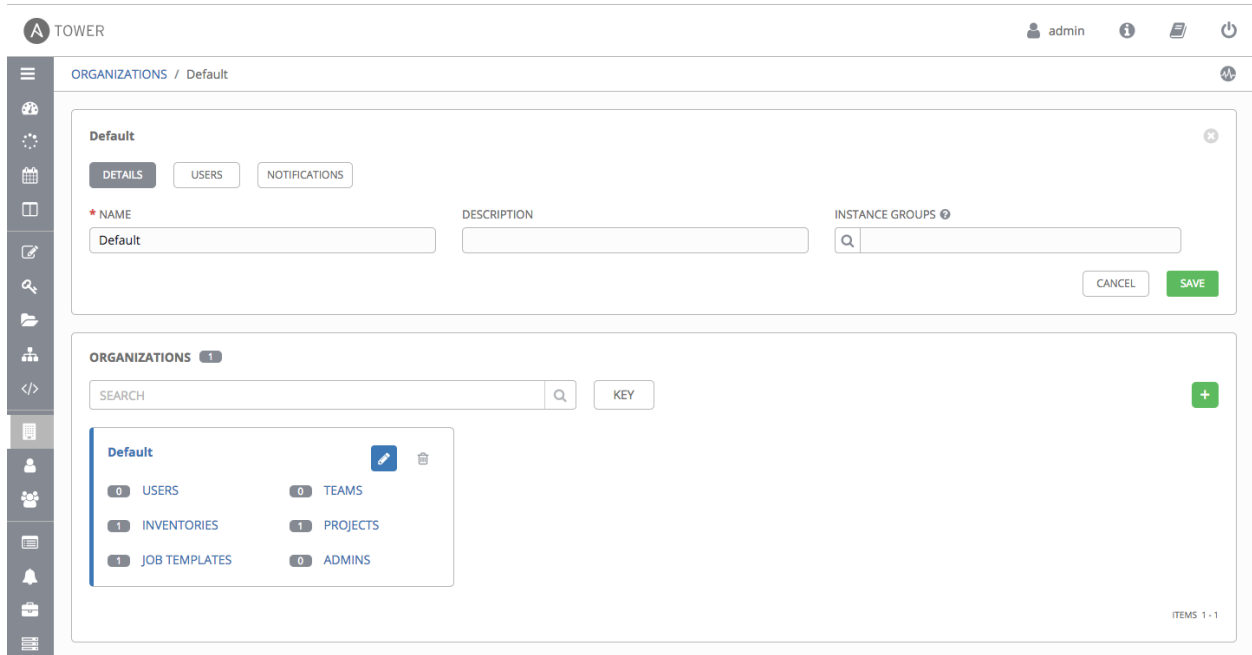 A TOWER admin
ORGANIZATIONS / Default
Default
DETAILS USERS NOTIFICATIONS
* NAME DESCRIPTION INSTANCE GROUPS ?
Default
CANCEL SAVE
ORGANIZATIONS 1
SEARCH KEY +
Default
0 USERS 0 TEAMS
1 INVENTORIES 1 PROJECTS
1 JOB TEMPLATES 0 ADMINS
ITEMS 1 - 1